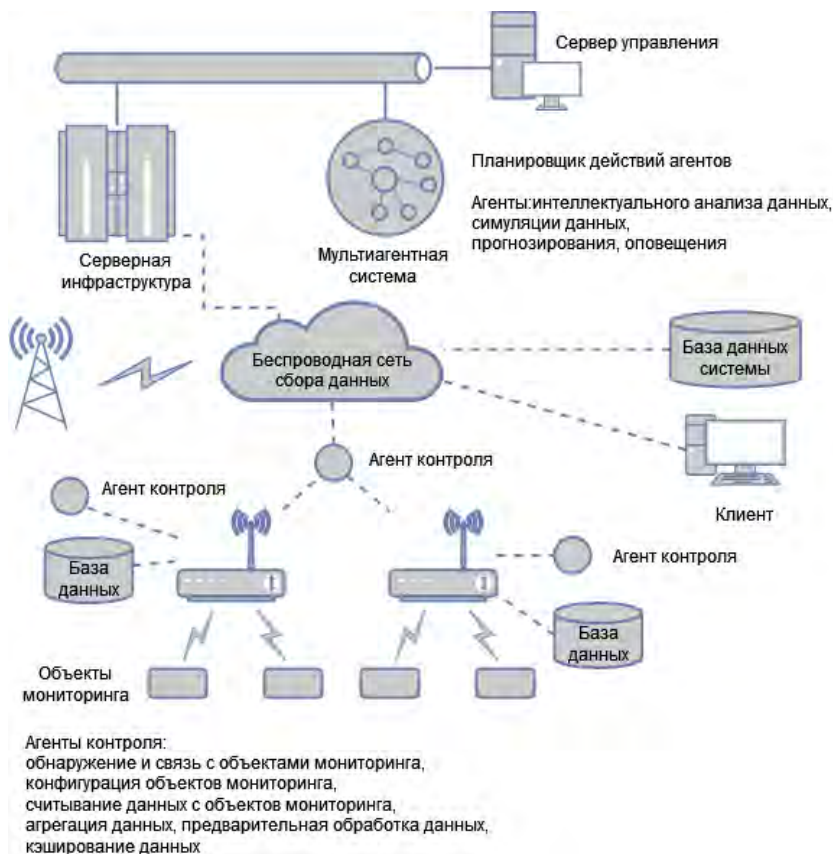 Сервер управления
Планировщик действий агентов
Агенты:интеллектуального анализа данных,
симуляции данных,
прогнозирования, оповещения
Серверная
инфраструктура
Мультиагентная
система
Беспроводная сеть
сбора данных
База данных
системы
Агент контроля
Агент контроля
Клиент
База
данных
Агент контроля
База
данных
Объекты
мониторинга
Агенты контроля:
обнаружение и связь с объектами мониторинга,
конфигурация объектов мониторинга,
считывание данных с объектов мониторинга,
агрегация данных, предварительная обработка данных,
кэширование данных